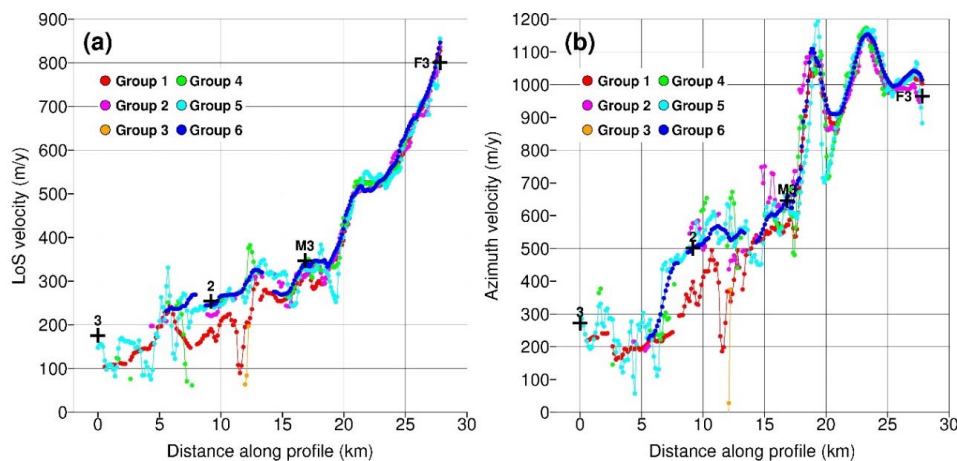 (a)
Group 1 Group 4
Group 2 Group 5
Group 3 Group 6
3
2
M3
F3
900
800
700
600
500
400
300
200
100
0
0 5 10 15 20 25 30
LoS velocity (m/y)
Distance along profile (km)
(b)
Group 1 Group 4
Group 2 Group 5
Group 3 Group 6
3
2
M3
F3
1200
1100
1000
900
800
700
600
500
400
300
200
100
0
0 5 10 15 20 25 30
Azimuth velocity (m/y)
Distance along profile (km)